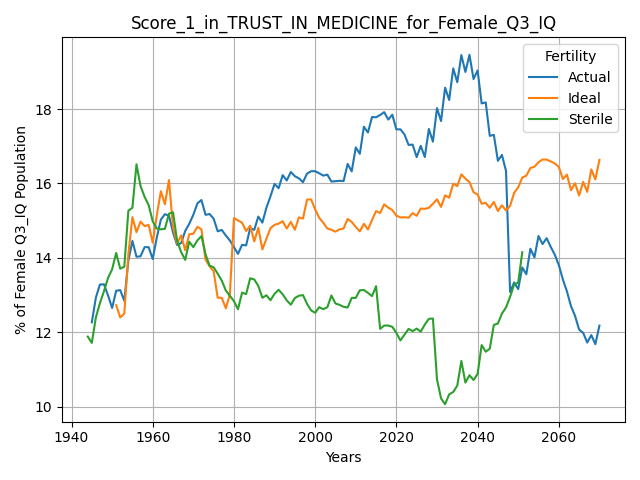 Score_1_in_TRUST_IN_MEDICINE_for_Female_Q3_IQ
Fertility
Actual
Ideal
Sterile
% of Female Q3_IQ Population
18
16
14
12
10
1940
1960
1980
2000
2020
2040
2060
Years